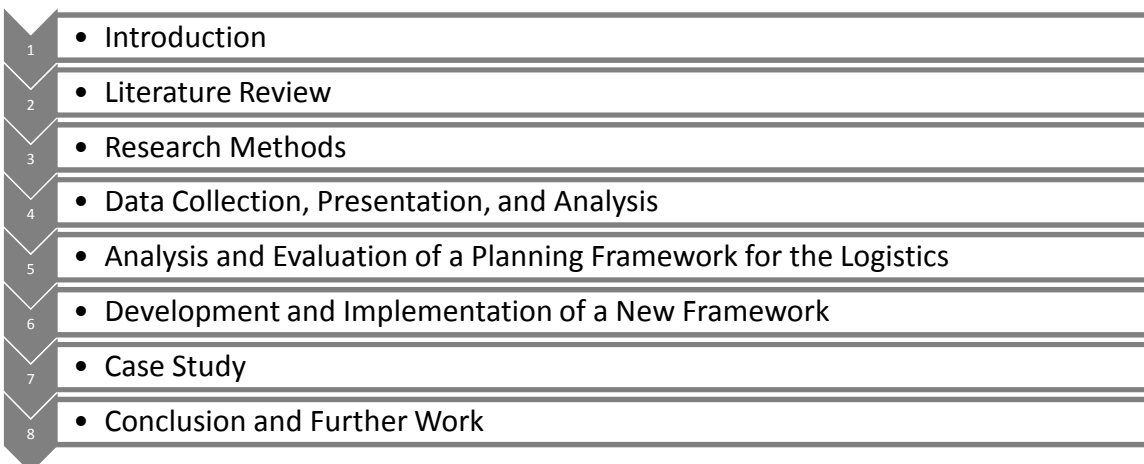 1 • Introduction
2 • Literature Review
3 • Research Methods
4 • Data Collection, Presentation, and Analysis
5 • Analysis and Evaluation of a Planning Framework for the Logistics
6 • Development and Implementation of a New Framework
7 • Case Study
8 • Conclusion and Further Work